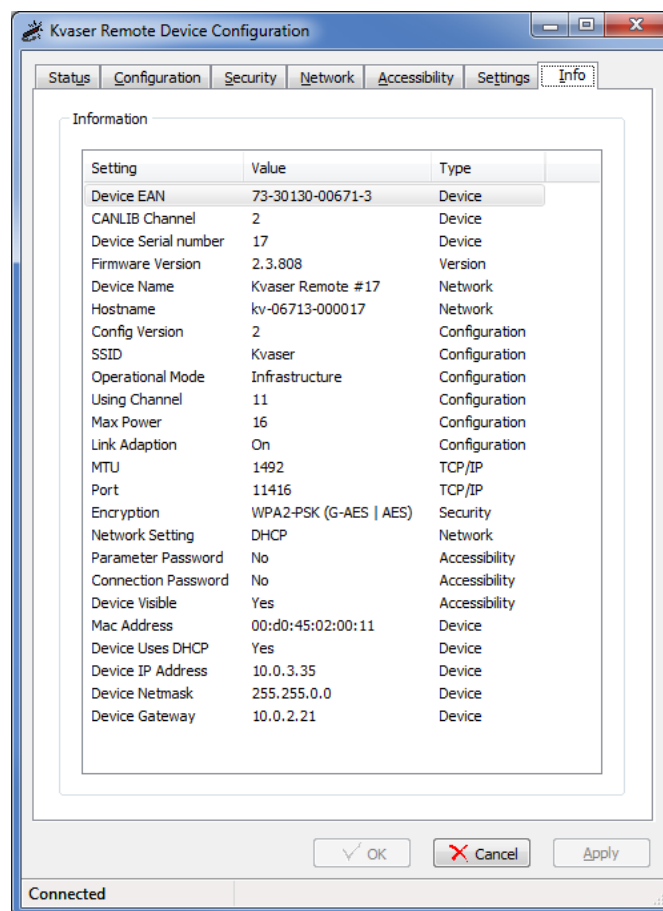 Kvaser Remote Device Configuration
Status Configuration Security Network Accessibility Settings Info
Information
Setting Value Type
Device EAN 73-30130-00671-3 Device
CANLIB Channel 2 Device
Device Serial number 17 Device
Firmware Version 2.3.808 Version
Device Name Kvaser Remote #17 Network
Hostname kv-06713-000017 Network
Config Version 2 Configuration
SSID Kvaser Configuration
Operational Mode Infrastructure Configuration
Using Channel 11 Configuration
Max Power 16 Configuration
Link Adaption On Configuration
MTU 1492 TCP/IP
Port 11416 TCP/IP
Encryption WPA2-PSK (G-AES | AES) Security
Network Setting DHCP Network
Parameter Password No Accessibility
Connection Password No Accessibility
Device Visible Yes Accessibility
Mac Address 00:d0:45:02:00:11 Device
Device Uses DHCP Yes Device
Device IP Address 10.0.3.35 Device
Device Netmask 255.255.0.0 Device
Device Gateway 10.0.2.21 Device
OK Cancel Apply
Connected